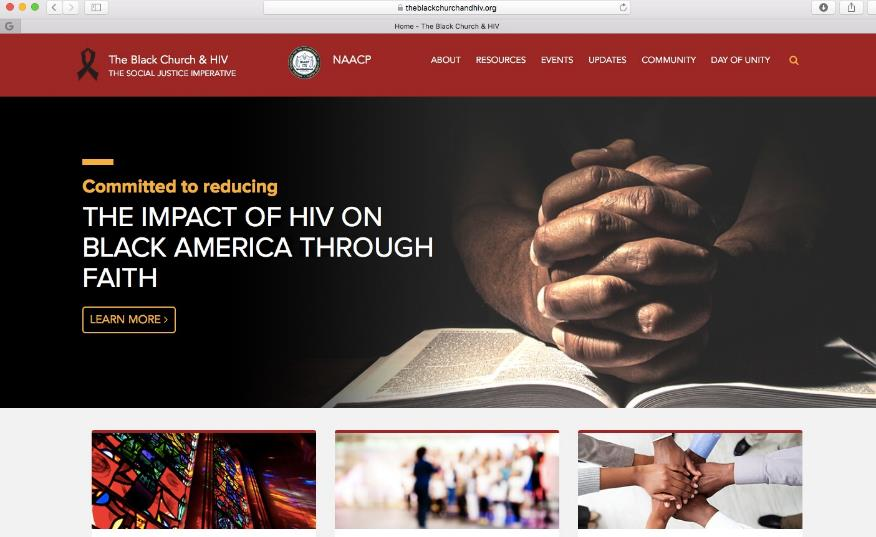 theblackchurchandhiv.org
G
Home - The Black Church & HIV
The Black Church & HIV
THE SOCIAL JUSTICE IMPERATIVE
NAACP
ABOUT RESOURCES EVENTS UPDATES COMMUNITY DAY OF UNITY
Committed to reducing
THE IMPACT OF HIV ON
BLACK AMERICA THROUGH
FAITH
LEARN MORE >